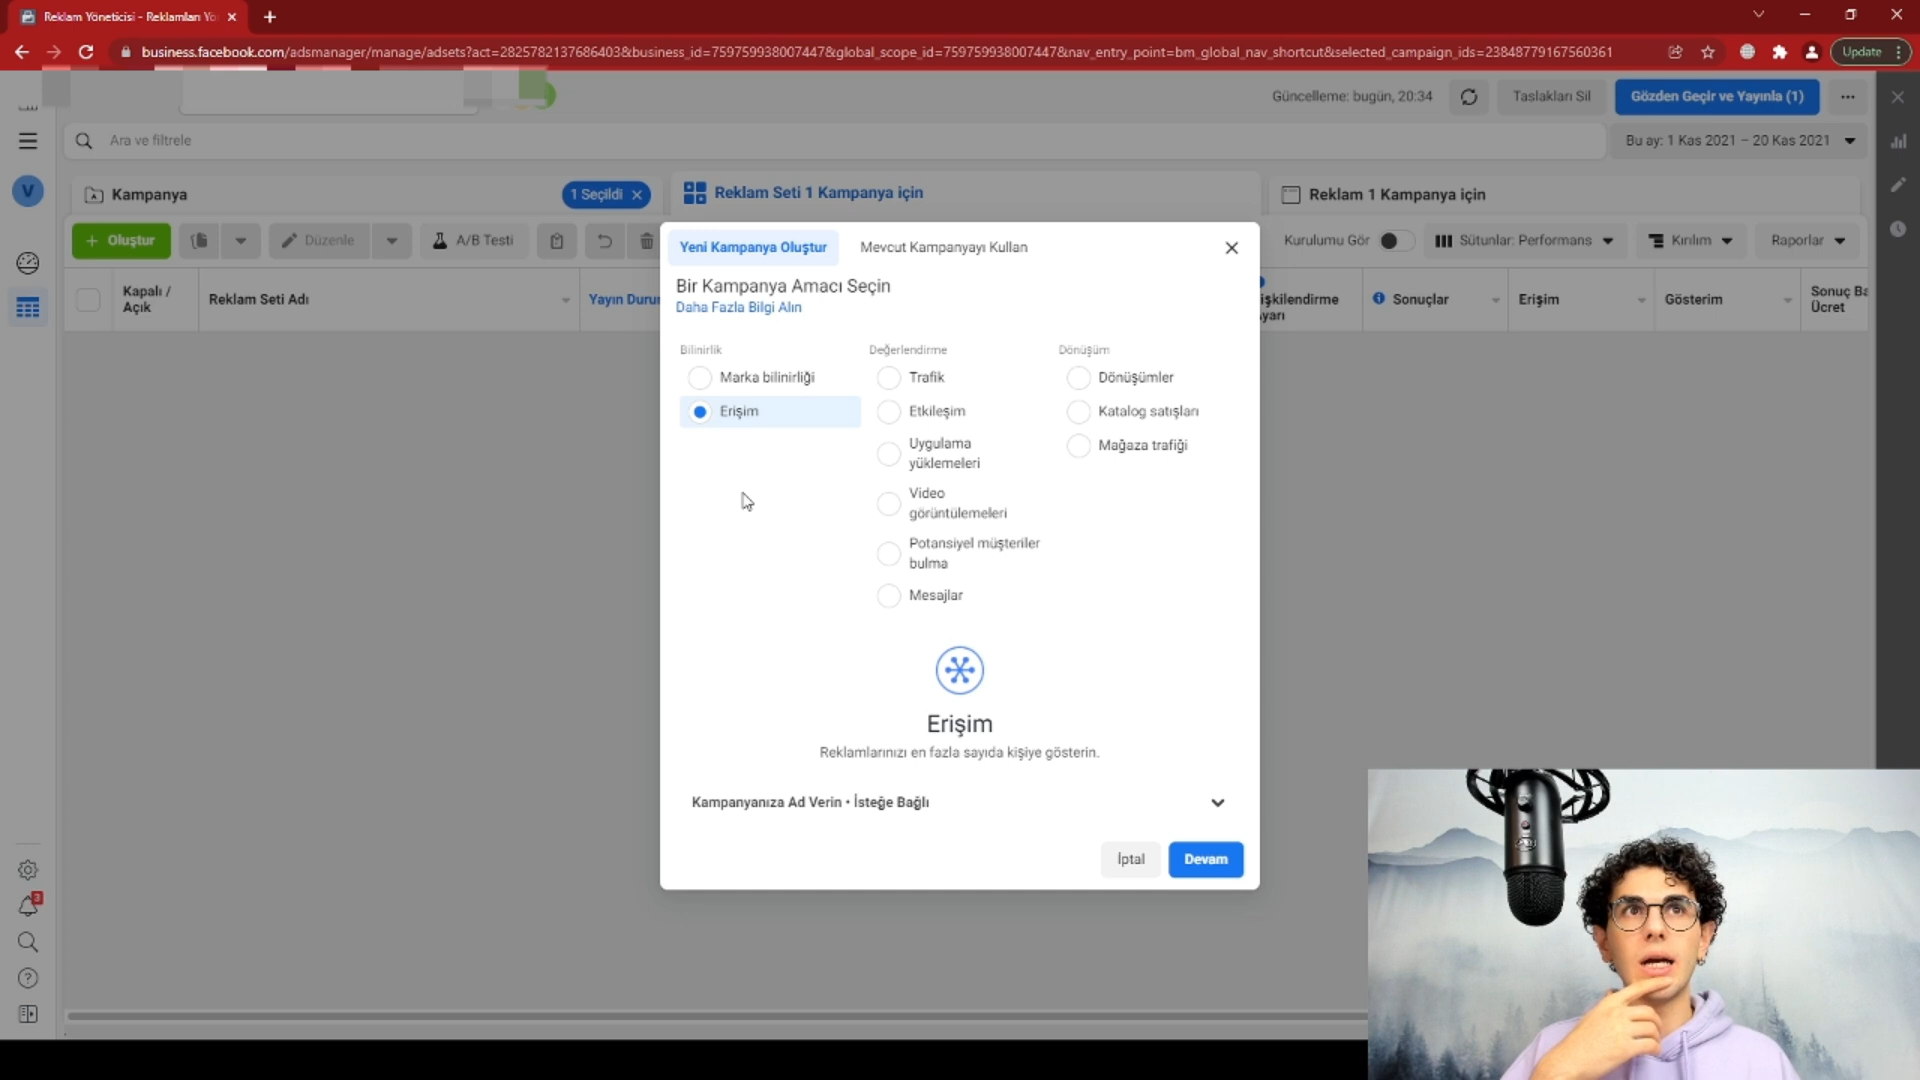 Reklam Yöneticisi - Reklamları Yö
business.facebook.com/adsmanager/manage/adsets?act=2825782137686403&business_id=759759938007447&global_scope_id=759759938007447&nav_entry_point=bm_global_nav_shortcut&selected_campaign_ids=23848779167560361
Update
Güncelleme: bugün, 20:34
Taslakları Sil
Gözden Geçir ve Yayınla (1)
Ara ve filtrele
Bu ay: 1 Kas 2021 – 20 Kas 2021
V
Kampanya
1 Seçildi
Reklam Seti 1 Kampanya için
Reklam 1 Kampanya için
+ Oluştur
Düzenle
A/B Testi
Kurulumu Gör
Sütunlar: Performans
Kırılım
Raporlar
Kapalı /
Açık
Reklam Seti Adı
Yayın Durur
işkilendirme
yarı
Sonuçlar
Erişim
Gösterim
Sonuç Ba
Ücret
Yeni Kampanya Oluştur
Mevcut Kampanyayı Kullan
Bir Kampanya Amacı Seçin
Daha Fazla Bilgi Alın
Bilinirlik
Marka bilinirliği
Erişim
Değerlendirme
Trafik
Etkileşim
Uygulama
yüklemeleri
Video
görüntülemeleri
Potansiyel müşteriler
bulma
Mesajlar
Dönüşüm
Dönüşümler
Katalog satışları
Mağaza trafiği
Erişim
Reklamlarınızı en fazla sayıda kişiye gösterin.
Kampanyanıza Ad Verin • İsteğe Bağlı
İptal
Devam
3